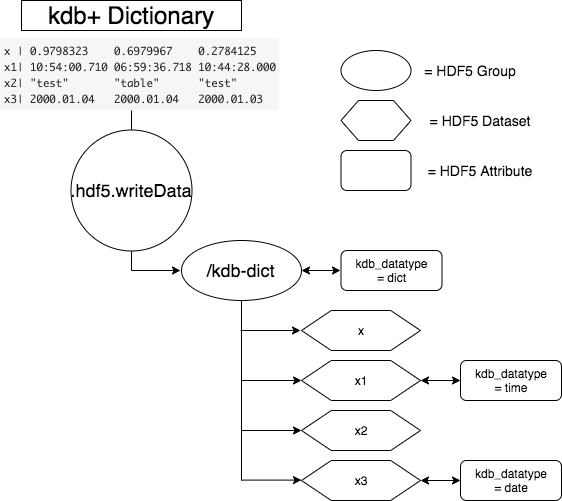 kdb+ Dictionary
x | 0.9798323 0.6979967 0.2784125
x1| 10:54:00.710 06:59:36.718 10:44:28.000
x2| "test" "table" "test"
x3| 2000.01.04 2000.01.04 2000.01.03
= HDF5 Group
= HDF5 Dataset
= HDF5 Attribute
.hdf5.writeData
/kdb-dict
kdb_datatype
= dict
x
x1
kdb_datatype
= time
x2
x3
kdb_datatype
= date